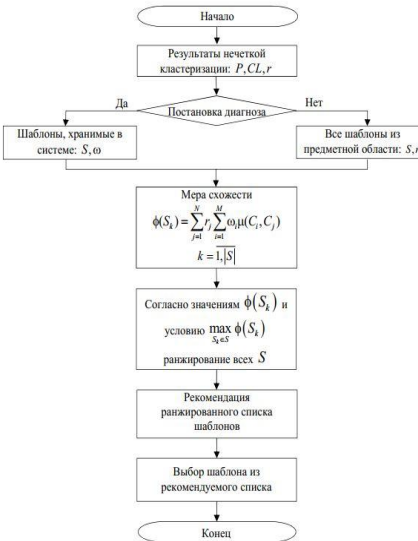 Начало
Результаты нечеткой
кластеризации: P, CL, r
Да
Нет
Постановка диагноза
Шаблоны, хранимые в
системе: S, ω
Все шаблоны из
предметной области: S, r
Мера схожести
ϕ(S_k) = ∑_{j=1}^{N} r_j ∑_{i=1}^{M} ω_i μ(C_i, C_j)
k = \overline{1,|S|}
Согласно значениям ϕ(S_k) и
условию max_{S_k∈S} ϕ(S_k)
ранжирование всех S
Рекомендация
ранжированного списка
шаблонов
Выбор шаблона из
рекомендуемого списка
Конец